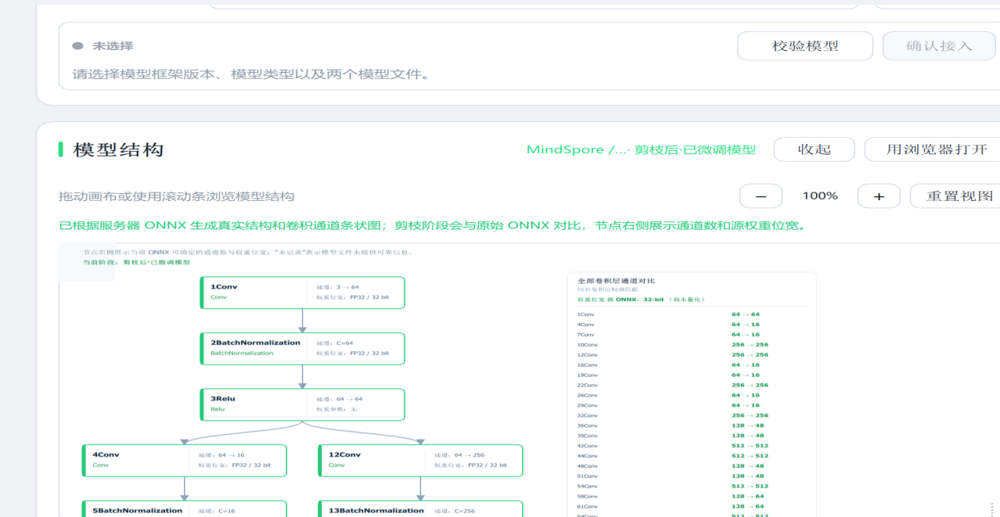 未选择
校验模型
确认接入
请选择模型框架版本、模型类型以及两个模型文件。
模型结构
MindSpore /...· 剪枝后·已微调模型
收起
用浏览器打开
拖动画布或使用滚动条浏览模型结构
−
100%
+
重置视图
已根据服务器 ONNX 生成真实结构和卷积通道条状图；剪枝阶段会与原始 ONNX 对比，节点右侧展示通道数和源权重位宽。
节点右侧展示当前 ONNX 可确定的通道数与权重位宽；"未记录"表示模型文件未提供可靠信息。
当前阶段：剪枝后·已微调模型
1Conv
Conv
通道：3 → 64
权重位宽：FP32 / 32 bit
2BatchNormalization
BatchNormalization
通道：C=64
权重位宽：FP32 / 32 bit
3Relu
Relu
通道：64 → 64
权重参数：无
4Conv
Conv
通道：64 → 16
权重位宽：FP32 / 32 bit
12Conv
Conv
通道：64 → 256
权重位宽：FP32 / 32 bit
5BatchNormalization
通道：C=16
13BatchNormalization
通道：C=256
全部卷积层通道对比
同名卷积层精确匹配
权重位宽 源 ONNX：32-bit （尚未量化）
1Conv 64 → 64
4Conv 64 → 16
7Conv 64 → 16
10Conv 256 → 256
12Conv 256 → 256
16Conv 64 → 16
19Conv 64 → 16
22Conv 256 → 256
26Conv 64 → 16
29Conv 64 → 16
32Conv 256 → 256
36Conv 128 → 48
39Conv 128 → 48
42Conv 512 → 512
44Conv 512 → 512
48Conv 128 → 48
51Conv 128 → 48
54Conv 512 → 512
58Conv 128 → 64
61Conv 128 → 64
64Conv 512 → 512